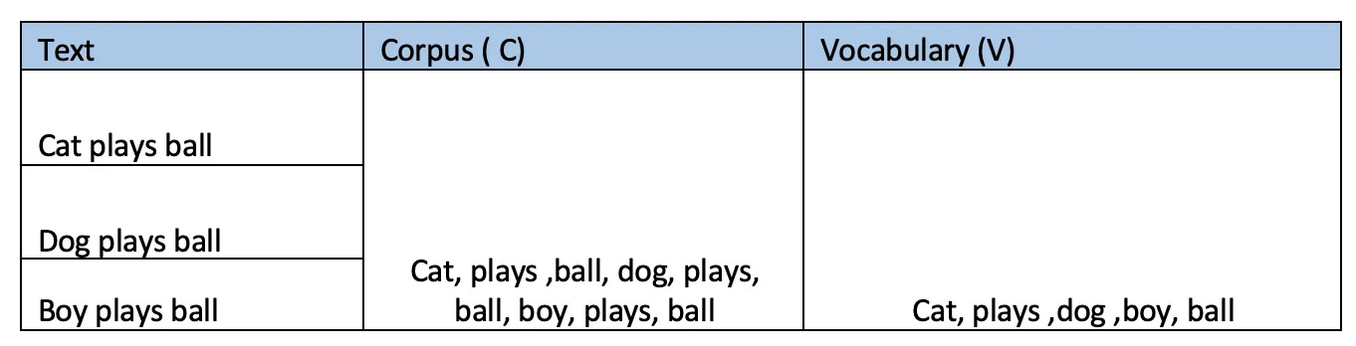 Text
Corpus ( C)
Vocabulary (V)
Cat plays ball
Dog plays ball
Boy plays ball
Cat, plays ,ball, dog, plays,
ball, boy, plays, ball
Cat, plays ,dog ,boy, ball